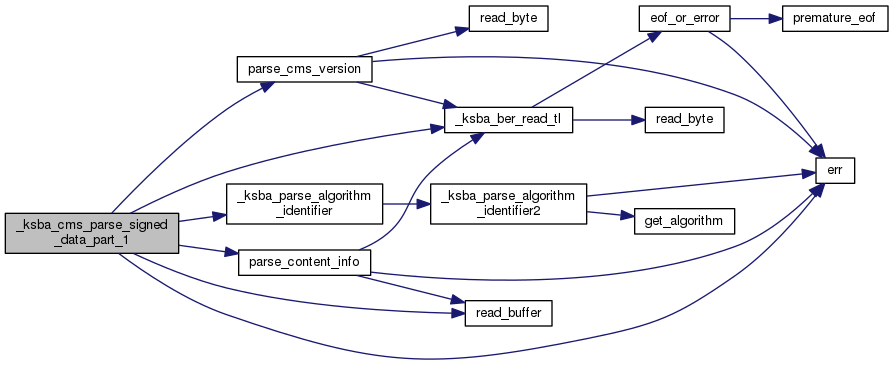 read_byte
eof_or_error
premature_eof
parse_cms_version
_ksba_ber_read_tl
read_byte
err
_ksba_parse_algorithm
_identifier
_ksba_parse_algorithm
_identifier2
get_algorithm
_ksba_cms_parse_signed
_data_part_1
parse_content_info
read_buffer